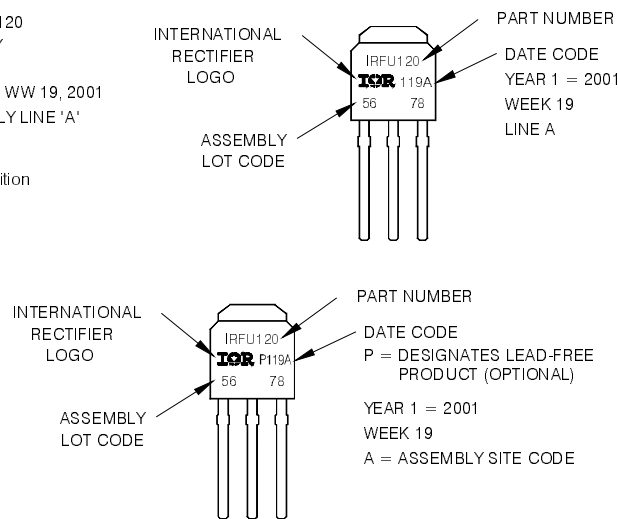 120
WW 19, 2001
LY LINE 'A'
INTERNATIONAL
RECTIFIER
LOGO
ASSEMBLY
LOT CODE
IRFU120
IOR 119A
56 78
PART NUMBER
DATE CODE
YEAR 1 = 2001
WEEK 19
LINE A
INTERNATIONAL
RECTIFIER
LOGO
ASSEMBLY
LOT CODE
IRFU120
IOR P119A
56 78
PART NUMBER
DATE CODE
P = DESIGNATES LEAD-FREE
PRODUCT (OPTIONAL)
YEAR 1 = 2001
WEEK 19
A = ASSEMBLY SITE CODE